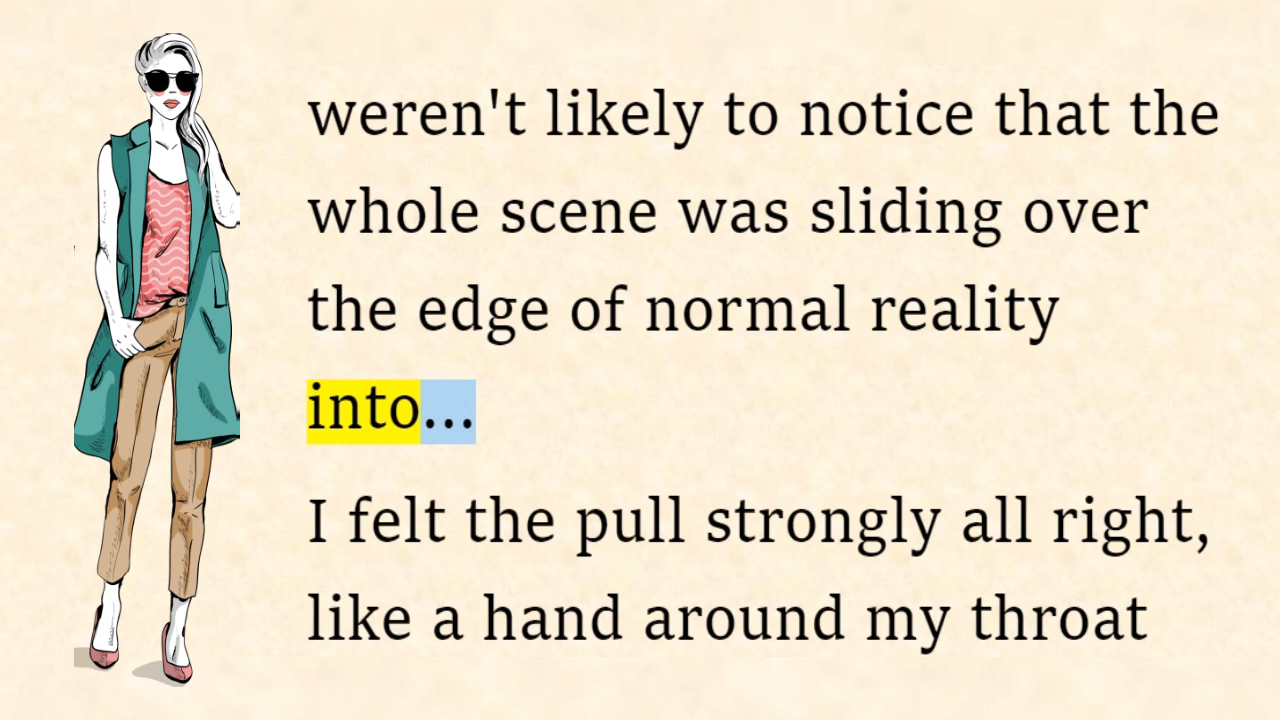 weren't likely to notice that the
whole scene was sliding over
the edge of normal reality
into...
I felt the pull strongly all right,
like a hand around my throat